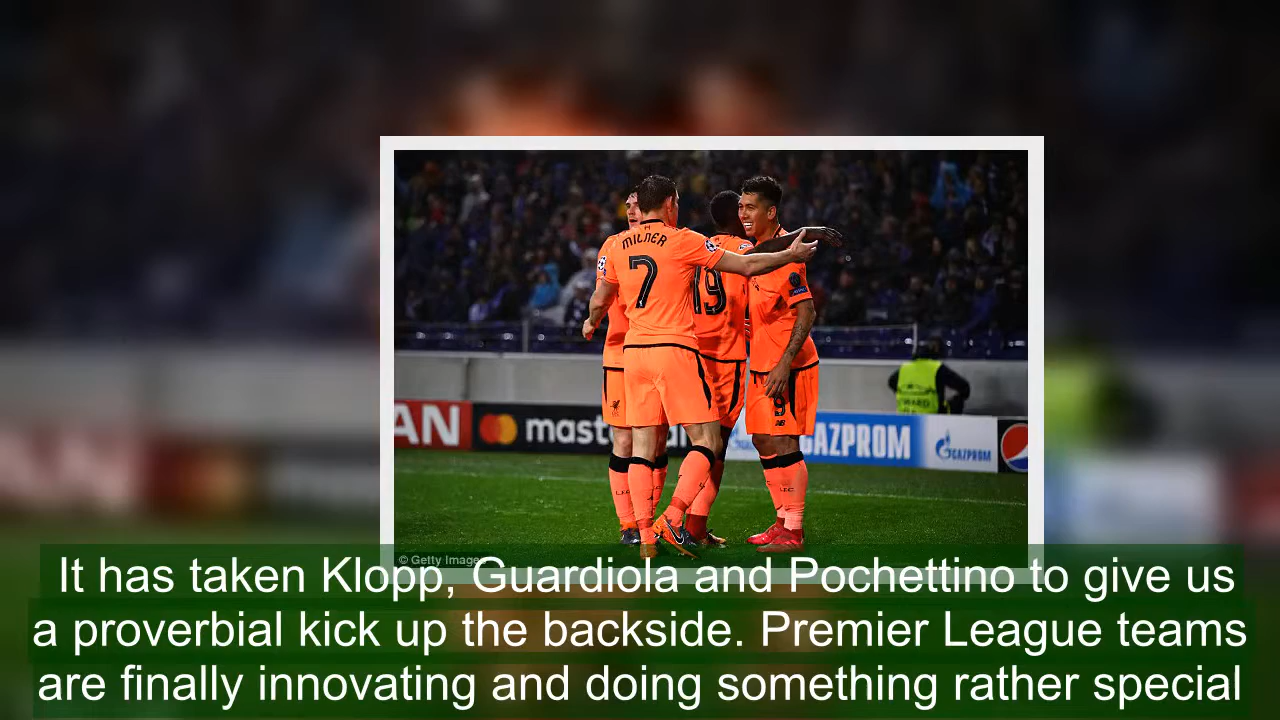 MILNER
7
19
9
AN
mast
GAZPROM
GAZPROM
© Getty Images
It has taken Klopp, Guardiola and Pochettino to give us
a proverbial kick up the backside. Premier League teams
are finally innovating and doing something rather special